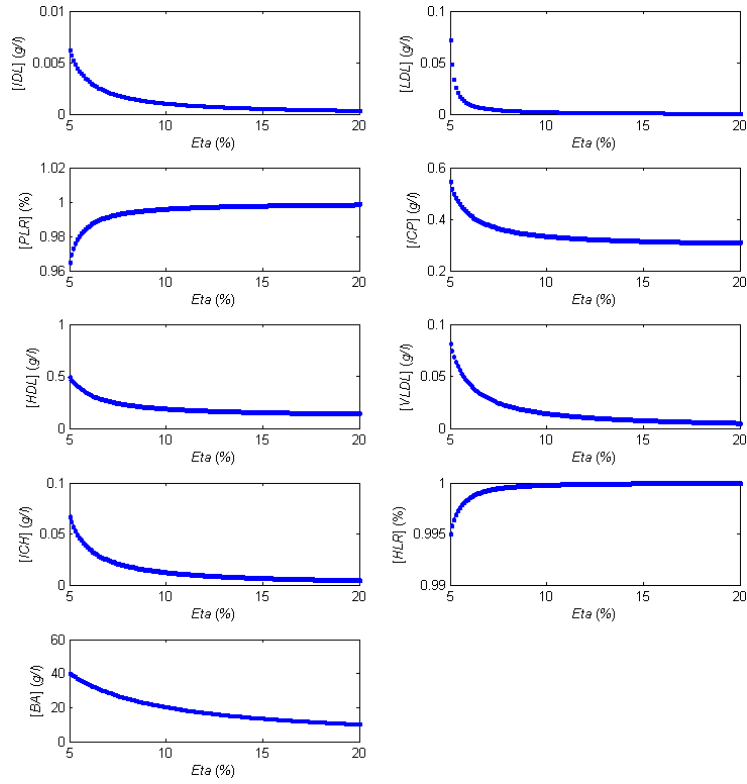 0.01
0.005
0
[IDL] (g/l)
5 10 15 20
Eta (%)
0.1
0.05
0
[LDL] (g/l)
5 10 15 20
Eta (%)
1.02
1
0.98
0.96
[PLR] (%)
5 10 15 20
Eta (%)
0.6
0.4
0.2
[ICP] (g/l)
5 10 15 20
Eta (%)
1
0.5
0
[HDL] (g/l)
5 10 15 20
Eta (%)
0.1
0.05
0
[VLDL] (g/l)
5 10 15 20
Eta (%)
0.1
0.05
0
[ICH] (g/l)
5 10 15 20
Eta (%)
1
0.995
0.99
[HLR] (%)
5 10 15 20
Eta (%)
60
40
20
0
[BA] (g/l)
5 10 15 20
Eta (%)